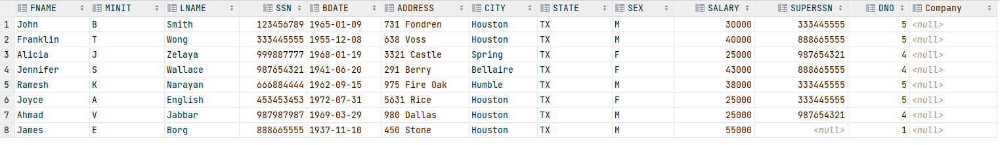 FNAME MINIT LNAME SSN BDATE ADDRESS CITY STATE SEX SALARY SUPERSSN DNO Company
1 John B Smith 123456789 1965-01-09 731 Fondren Houston TX M 30000 333445555 5 <null>
2 Franklin T Wong 333445555 1955-12-08 638 Voss Houston TX M 40000 888665555 5 <null>
3 Alicia J Zelaya 999887777 1968-01-19 3321 Castle Spring TX F 25000 987654321 4 <null>
4 Jennifer S Wallace 987654321 1941-06-20 291 Berry Bellaire TX F 43000 888665555 4 <null>
5 Ramesh K Narayan 666884444 1962-09-15 975 Fire Oak Humble TX M 38000 333445555 5 <null>
6 Joyce A English 453453453 1972-07-31 5631 Rice Houston TX F 25000 333445555 5 <null>
7 Ahmad V Jabbar 987987987 1969-03-29 980 Dallas Houston TX M 25000 987654321 4 <null>
8 James E Borg 888665555 1937-11-10 450 Stone Houston TX M 55000 <null> 1 <null>